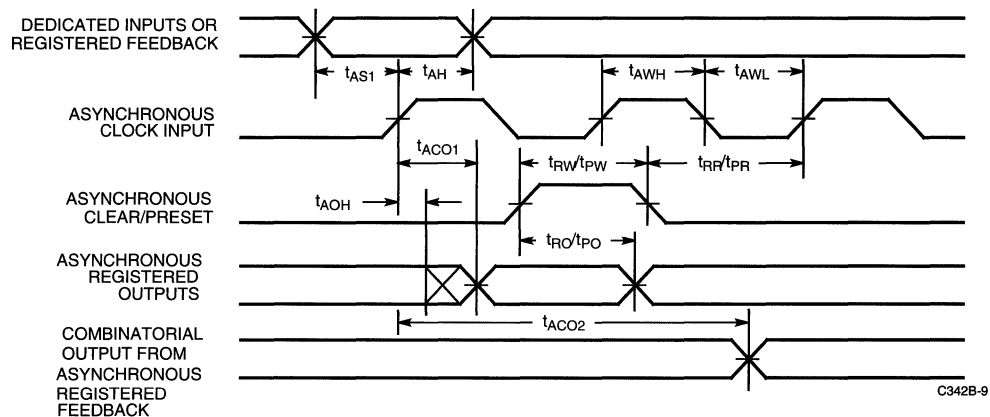 DEDICATED INPUTS OR
REGISTERED FEEDBACK
tAS1
tAH
tAWH
tAWL
ASYNCHRONOUS
CLOCK INPUT
tACO1
tRW/tPW
tRR/tPR
ASYNCHRONOUS
CLEAR/PRESET
tAOH
tRO/tPO
ASYNCHRONOUS
REGISTERED
OUTPUTS
tACO2
COMBINATORIAL
OUTPUT FROM
ASYNCHRONOUS
REGISTERED
FEEDBACK
C342B-9